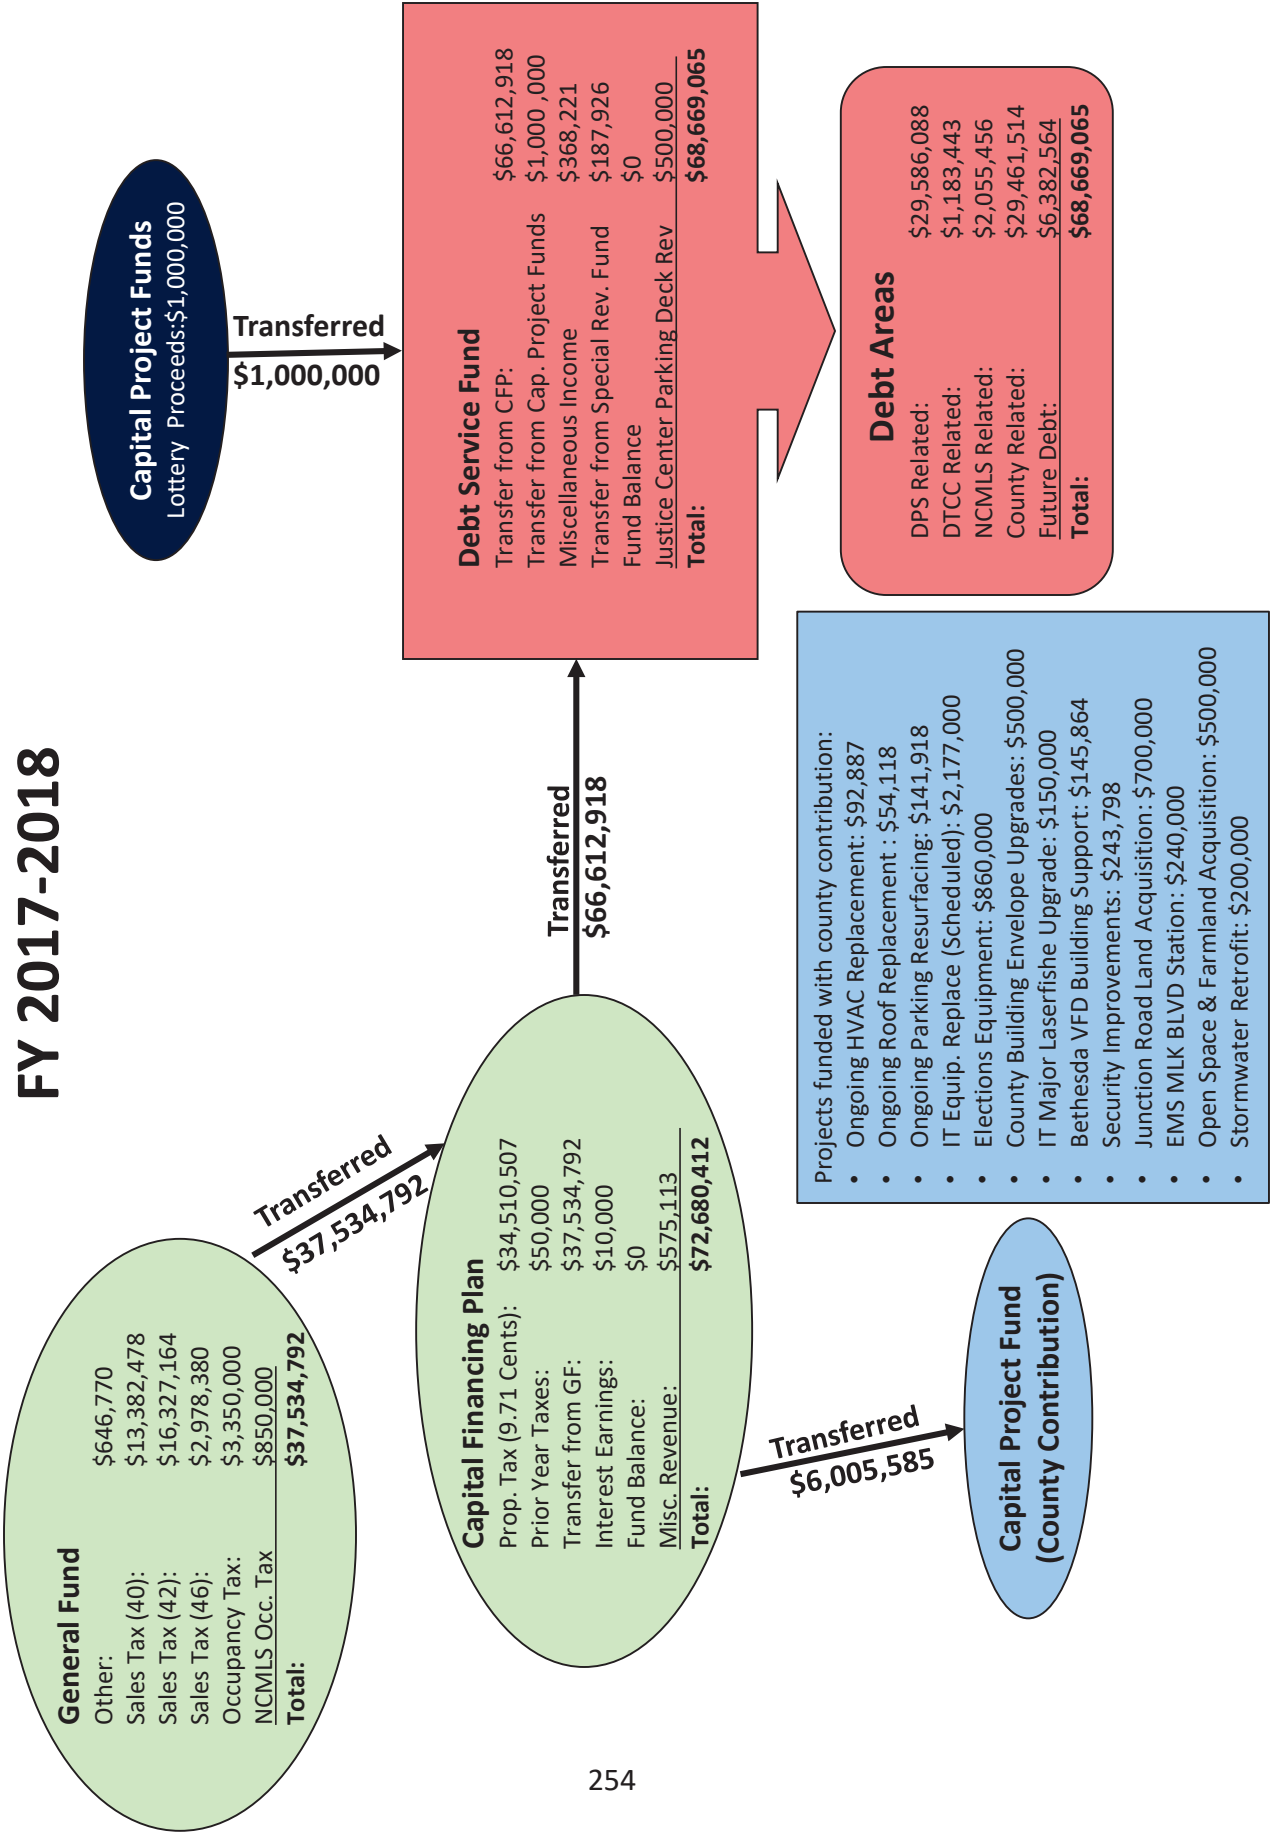 FY 2017-2018
General Fund
Other: $646,770
Sales Tax (40): $13,382,478
Sales Tax (42): $16,327,164
Sales Tax (46): $2,978,380
Occupancy Tax: $3,350,000
NCMLS Occ. Tax $850,000
Total: $37,534,792
Transferred
$37,534,792
Capital Financing Plan
Prop. Tax (9.71 Cents): $34,510,507
Prior Year Taxes: $50,000
Transfer from GF: $37,534,792
Interest Earnings: $10,000
Fund Balance: $0
Misc. Revenue: $575,113
Total: $72,680,412
Transferred
$66,612,918
Transferred
$6,005,585
Capital Project Funds
Lottery Proceeds:$1,000,000
Transferred
$1,000,000
Debt Service Fund
Transfer from CFP: $66,612,918
Transfer from Cap. Project Funds $1,000 ,000
Miscellaneous Income $368,221
Transfer from Special Rev. Fund $187,926
Fund Balance $0
Justice Center Parking Deck Rev $500,000
Total: $68,669,065
Debt Areas
DPS Related: $29,586,088
DTCC Related: $1,183,443
NCMLS Related: $2,055,456
County Related: $29,461,514
Future Debt: $6,382,564
Total: $68,669,065
Capital Project Fund
(County Contribution)
Projects funded with county contribution:
• Ongoing HVAC Replacement: $92,887
• Ongoing Roof Replacement : $54,118
• Ongoing Parking Resurfacing: $141,918
• IT Equip. Replace (Scheduled): $2,177,000
• Elections Equipment: $860,000
• County Building Envelope Upgrades: $500,000
• IT Major Laserfishe Upgrade: $150,000
• Bethesda VFD Building Support: $145,864
• Security Improvements: $243,798
• Junction Road Land Acquisition: $700,000
• EMS MLK BLVD Station: $240,000
• Open Space & Farmland Acquisition: $500,000
• Stormwater Retrofit: $200,000
254